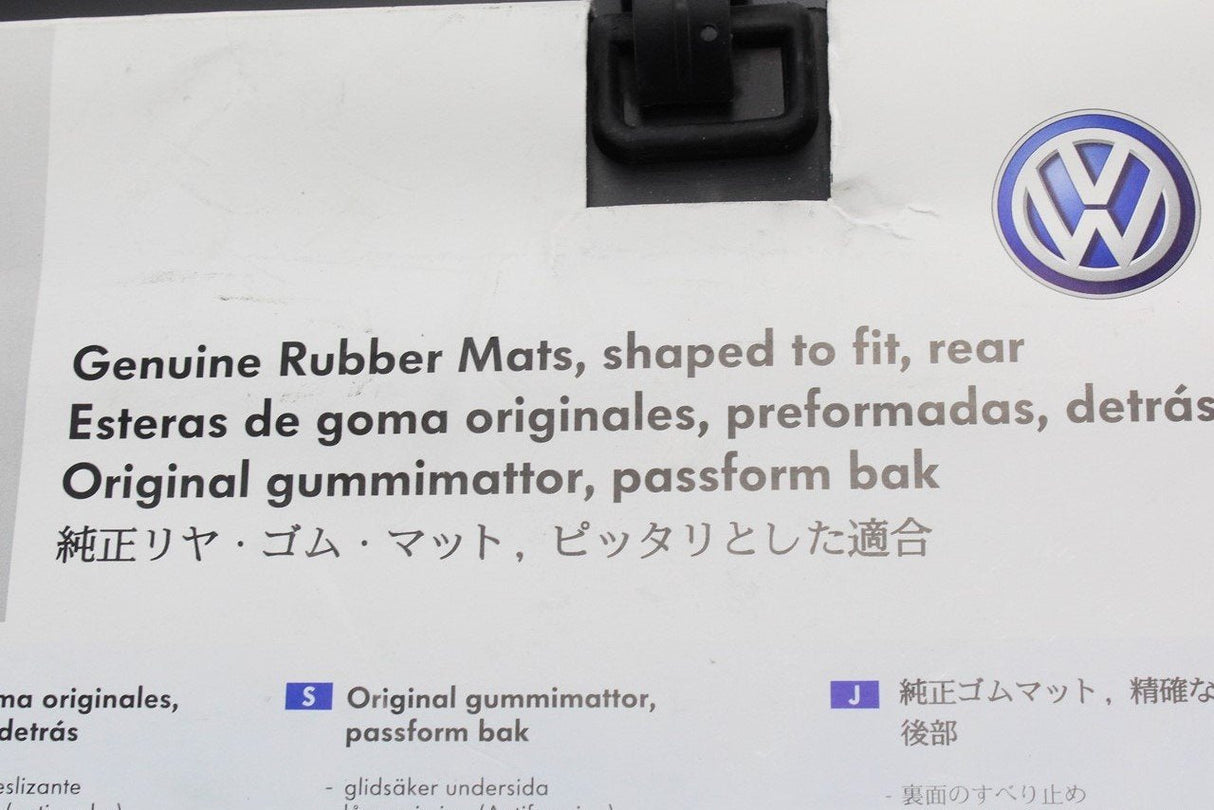 Genuine Rubber Mats, shaped to fit, rear
Esteras de goma originales, preformadas, detrás
Original gummimattor, passform bak
純正リヤ・ゴム・マット, ピッタリとした適合
originales,
detrás
S Original gummimattor,
passform bak
- glidsäker undersida
J 純正ゴムマット, 精確な
後部
- 裏面のすべり止め